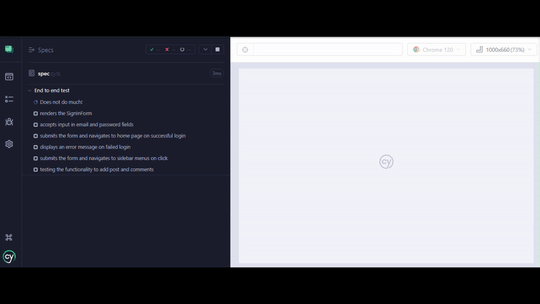 Specs
-- -- --
Chrome 120
1000x660 (73%)
spec.cy.js
3ms
End to end test
Does not do much!
renders the SigninForm
accepts input in email and password fields
submits the form and navigates to home page on successful login
displays an error message on failed login
submits the form and navigates to sidebar menus on click
testing the functionality to add post and comments
cy
cy